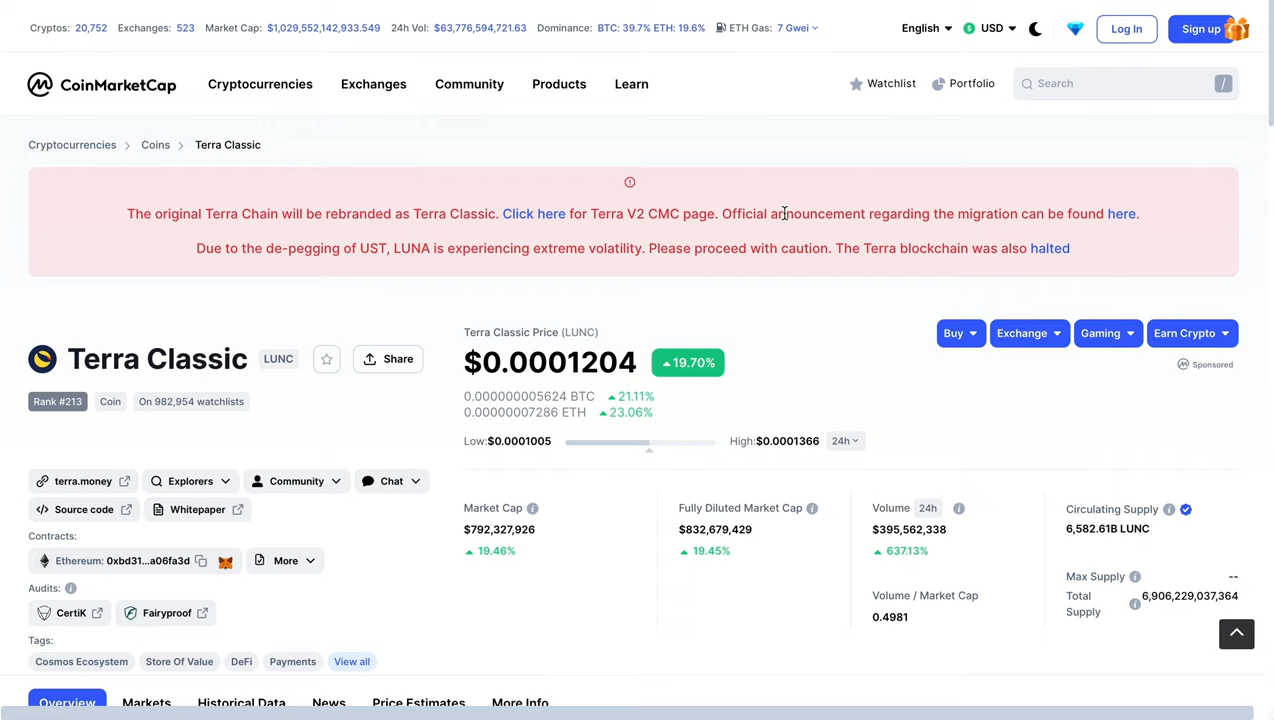 Cryptos: 20,752 Exchanges: 523 Market Cap: $1,029,552,142,933.549 24h Vol: $63,776,594,721.63 Dominance: BTC: 39.7% ETH: 19.6% ETH Gas: 7 Gwei English USD Log In Sign up
CoinMarketCap Cryptocurrencies Exchanges Community Products Learn Watchlist Portfolio Search /
Cryptocurrencies > Coins > Terra Classic
The original Terra Chain will be rebranded as Terra Classic. Click here for Terra V2 CMC page. Official announcement regarding the migration can be found here.
Due to the de-pegging of UST, LUNA is experiencing extreme volatility. Please proceed with caution. The Terra blockchain was also halted
Terra Classic LUNC Share
Rank #213 Coin On 982,954 watchlists
terra.money Explorers Community Chat
Source code Whitepaper
Contracts:
Ethereum: 0xbd31...a06fa3d More
Audits:
CertiK Fairyproof
Tags:
Cosmos Ecosystem Store Of Value DeFi Payments View all
Terra Classic Price (LUNC)
$0.0001204 19.70%
0.000000005624 BTC 21.11%
0.00000007286 ETH 23.06%
Low:$0.0001005 High:$0.0001366 24h
Buy Exchange Gaming Earn Crypto
Sponsored
Market Cap
$792,327,926
19.46%
Fully Diluted Market Cap
$832,679,429
19.45%
Volume 24h
$395,562,338
637.13%
Volume / Market Cap
0.4981
Circulating Supply
6,582.61B LUNC
Max Supply --
Total Supply 6,906,229,037,364
Overview Markets Historical Data News Price Estimates More Info